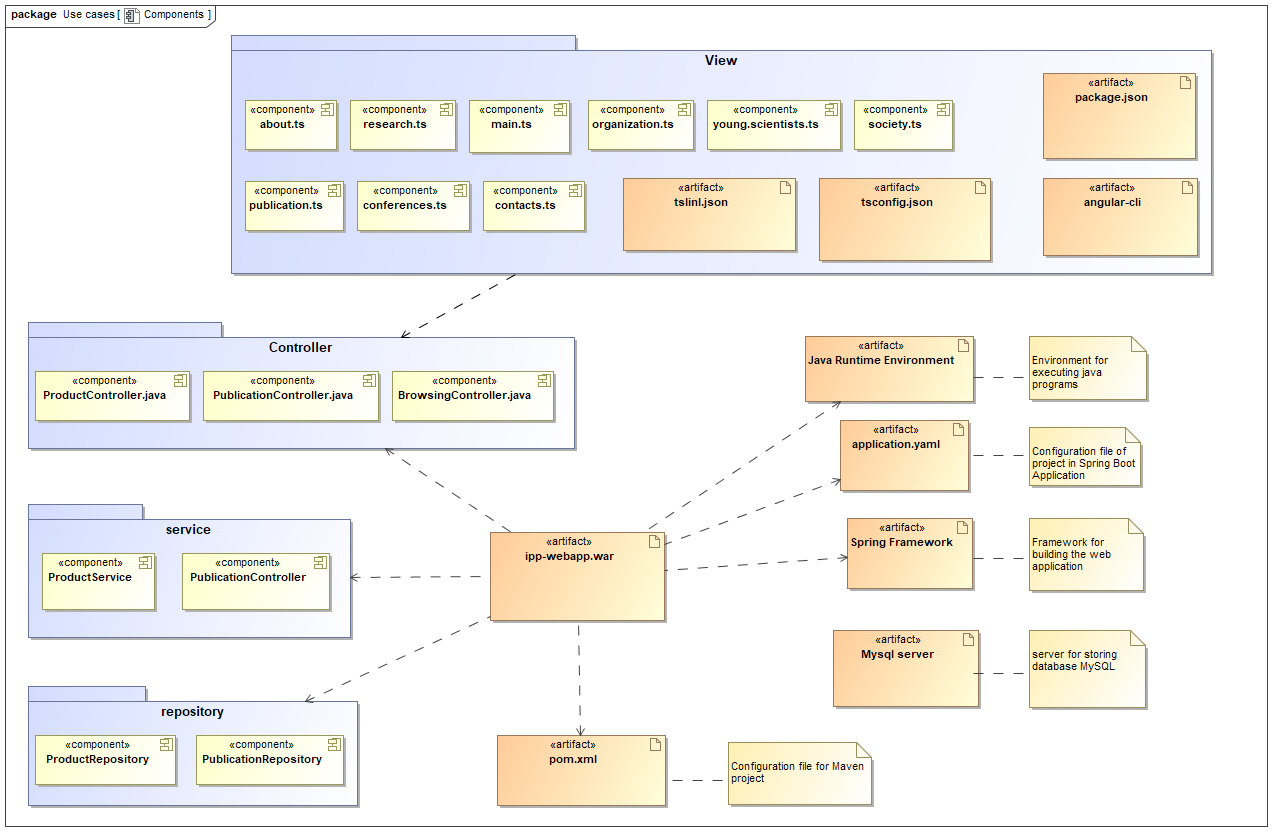 package Use cases [ Components ]
View
«component»
about.ts
«component»
research.ts
«component»
main.ts
«component»
organization.ts
«component»
young.scientists.ts
«component»
society.ts
«artifact»
package.json
«component»
publication.ts
«component»
conferences.ts
«component»
contacts.ts
«artifact»
tslinl.json
«artifact»
tsconfig.json
«artifact»
angular-cli
Controller
«component»
ProductController.java
«component»
PublicationController.java
«component»
BrowsingController.java
«artifact»
Java Runtime Environment
Environment for
executing java
programs
«artifact»
application.yaml
Configuration file of
project in Spring Boot
Application
service
«component»
ProductService
«component»
PublicationController
«artifact»
ipp-webapp.war
«artifact»
Spring Framework
Framework for
building the web
application
«artifact»
Mysql server
server for storing
database MySQL
repository
«component»
ProductRepository
«component»
PublicationRepository
«artifact»
pom.xml
Configuration file for Maven
project